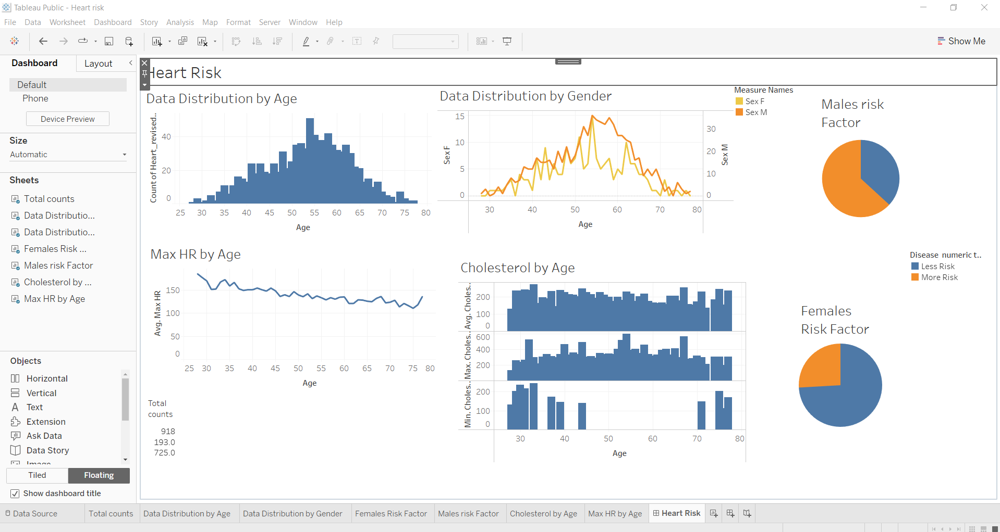 Tableau Public - Heart risk
File Data Worksheet Dashboard Story Analysis Map Format Server Window Help
Show Me
Dashboard Layout
Default
Phone
Device Preview
Size
Automatic
Sheets
Total counts
Data Distributio...
Data Distributio...
Females Risk ...
Males risk Factor
Cholesterol by ...
Max HR by Age
Objects
Horizontal
Vertical
Text
Extension
Ask Data
Data Story
Image
Tiled Floating
Show dashboard title
Heart Risk
Data Distribution by Age
Count of Heart_revised..
40
20
0
25 30 35 40 45 50 55 60 65 70 75 80
Age
Data Distribution by Gender
Sex F
15
10
5
0
30
20
10
0
Sex M
30 40 50 60 70 80
Age
Measure Names
Sex F
Sex M
Males risk
Factor
Max HR by Age
Avg. Max HR
150
100
50
0
25 30 35 40 45 50 55 60 65 70 75 80
Age
Total
counts
918
193.0
725.0
Cholesterol by Age
Avg. Choles..
200
100
0
Max. Choles..
600
400
200
Min. Choles..
200
100
0
30 40 50 60 70 80
Age
Disease numeric t..
Less Risk
More Risk
Females
Risk Factor
Data Source Total counts Data Distribution by Age Data Distribution by Gender Females Risk Factor Males risk Factor Cholesterol by Age Max HR by Age Heart Risk